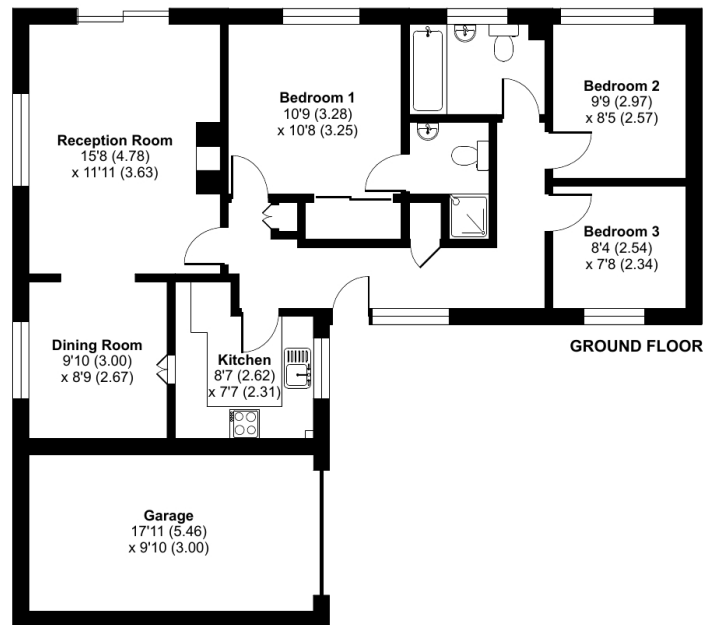 Reception Room
15'8 (4.78)
x 11'11 (3.63)
Bedroom 1
10'9 (3.28)
x 10'8 (3.25)
Bedroom 2
9'9 (2.97)
x 8'5 (2.57)
Bedroom 3
8'4 (2.54)
x 7'8 (2.34)
GROUND FLOOR
Dining Room
9'10 (3.00)
x 8'9 (2.67)
Kitchen
8'7 (2.62)
x 7'7 (2.31)
Garage
17'11 (5.46)
x 9'10 (3.00)